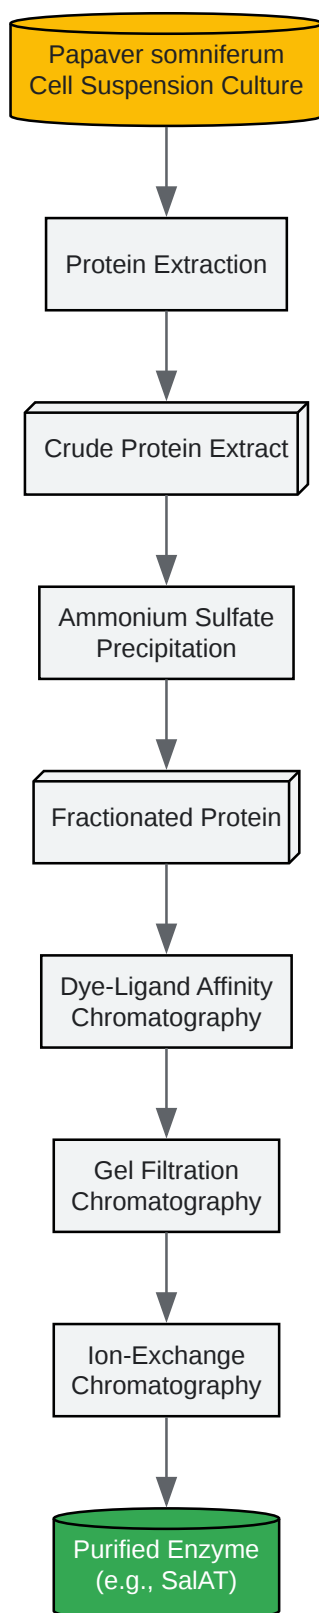 Papaver somniferum
Cell Suspension Culture
Protein Extraction
Crude Protein Extract
Ammonium Sulfate
Precipitation
Fractionated Protein
Dye-Ligand Affinity
Chromatography
Gel Filtration
Chromatography
Ion-Exchange
Chromatography
Purified Enzyme
(e.g., SalAT)